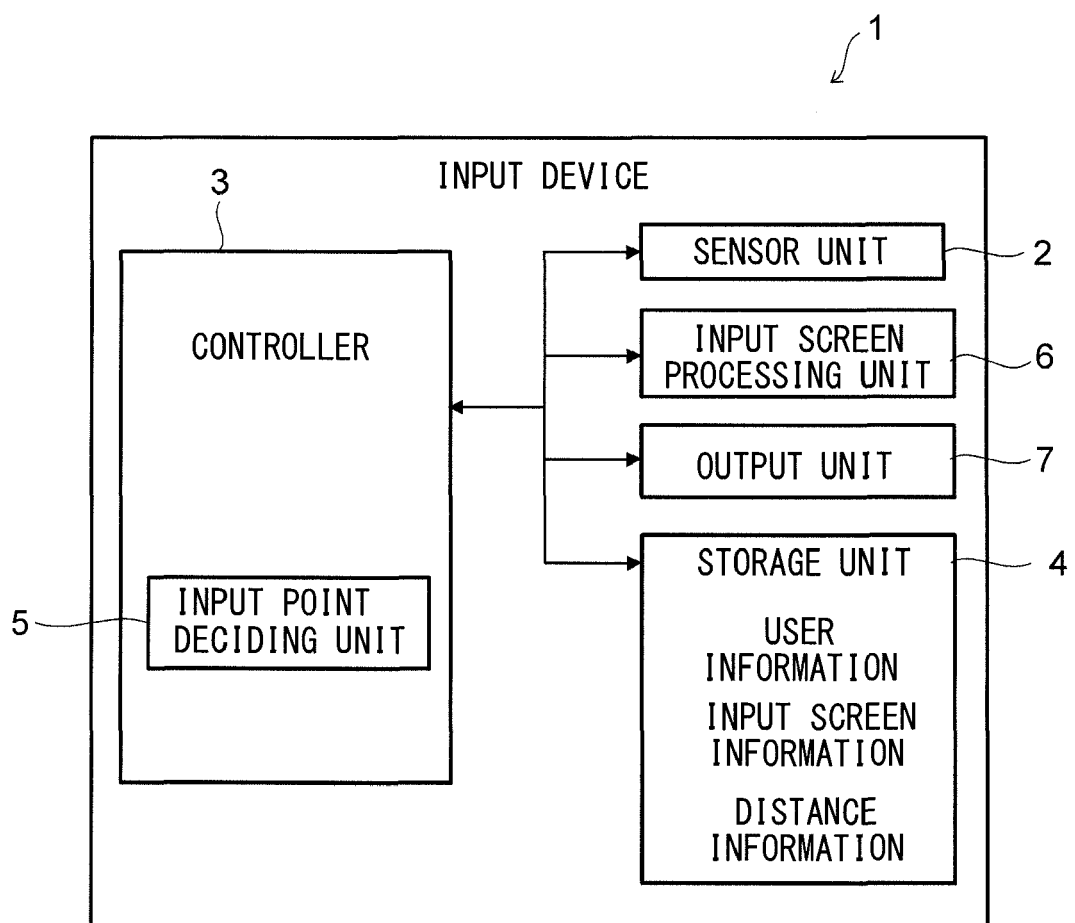 1
INPUT DEVICE
3
CONTROLLER
5
INPUT POINT
DECIDING UNIT
SENSOR UNIT
2
INPUT SCREEN
PROCESSING UNIT
6
OUTPUT UNIT
7
STORAGE UNIT
4
USER
INFORMATION
INPUT SCREEN
INFORMATION
DISTANCE
INFORMATION